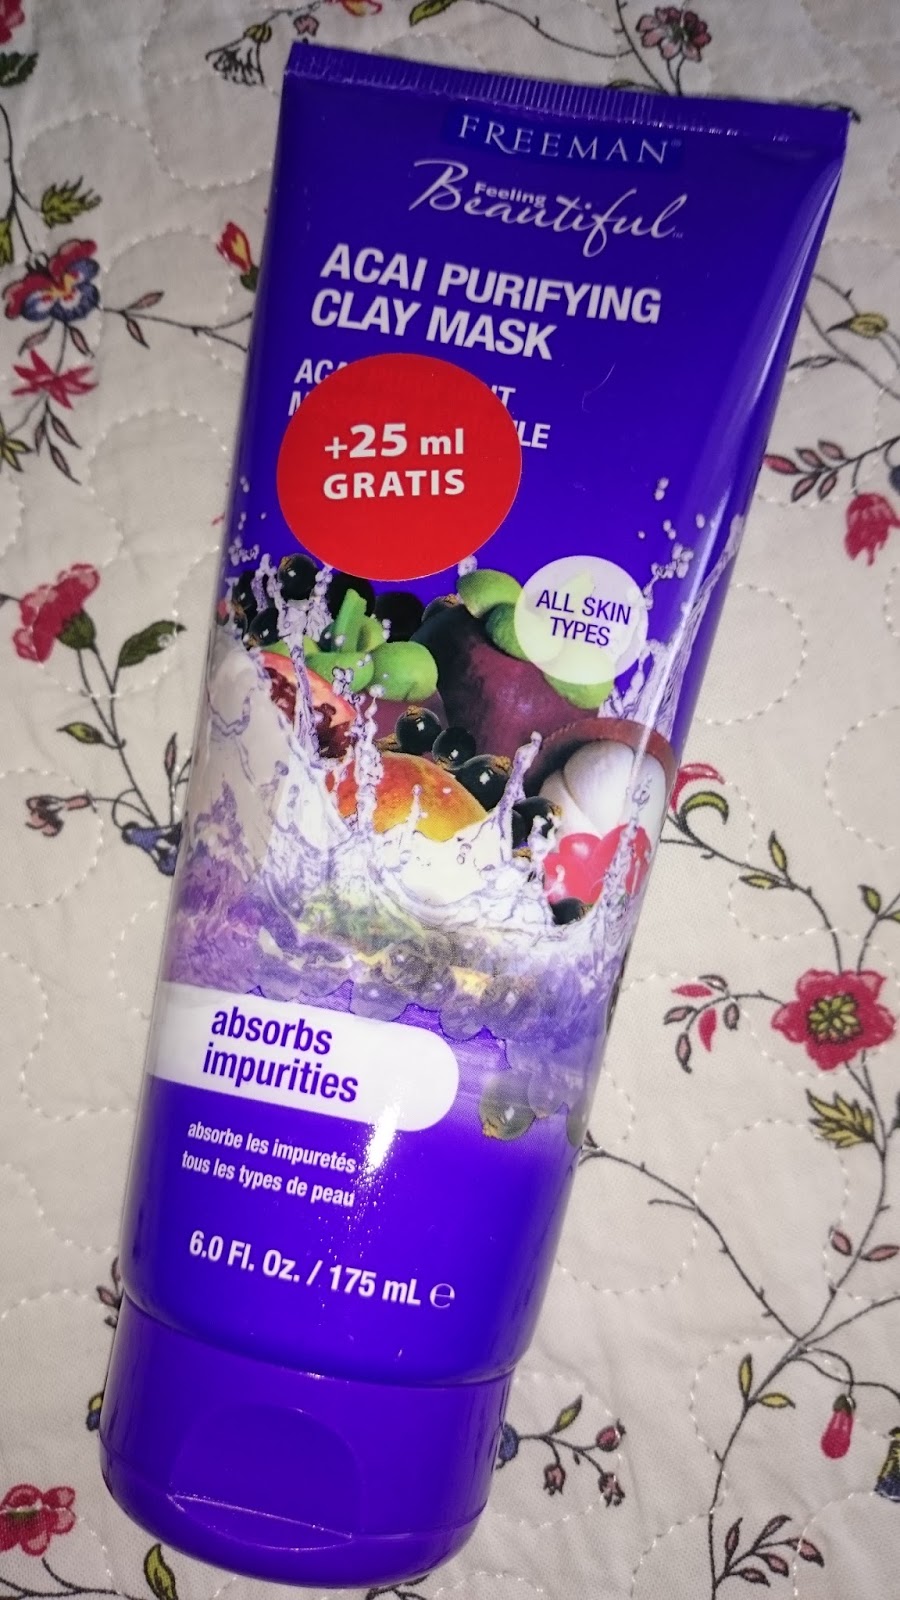 FREEMAN®
Feeling
Beautiful™
ACAI PURIFYING
CLAY MASK
+25 ml
GRATIS
ALL SKIN
TYPES
absorbs
impurities
absorbe les impuretés
tous les types de peau
6.0 Fl. Oz. / 175 mL ℮